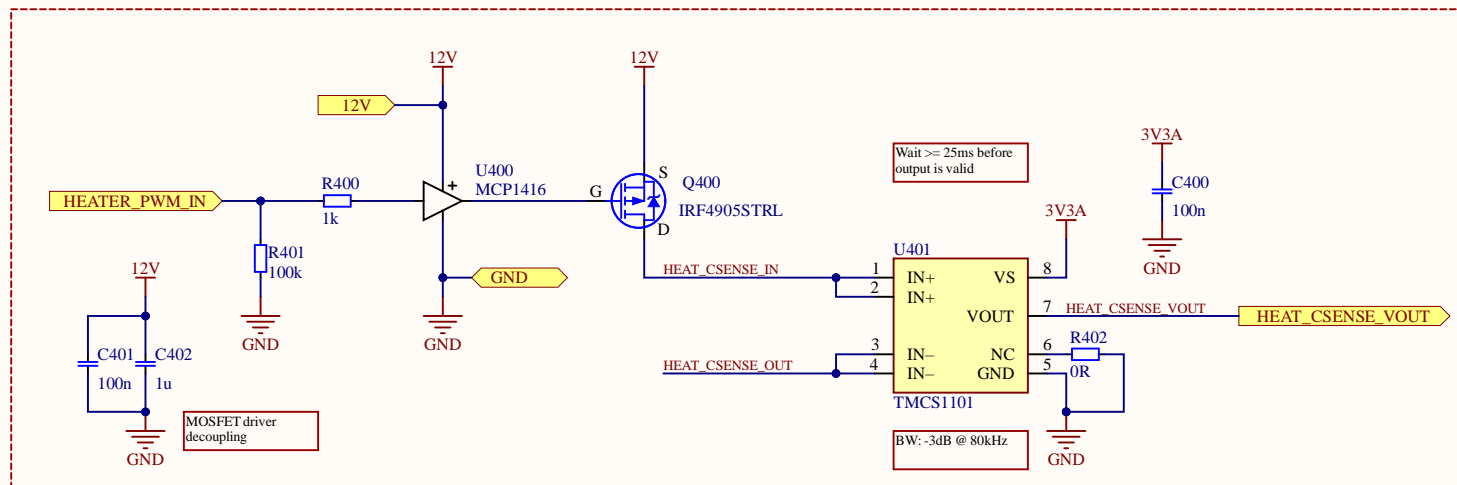 12V
12V
12V
HEATER_PWM_IN
R400
1k
R401
100k
GND
U400
MCP1416
+
GND
GND
G
S
D
Q400
IRF4905STRL
12V
C401
100n
C402
1u
GND
MOSFET driver
decoupling
Wait >= 25ms before
output is valid
3V3A
C400
100n
GND
3V3A
HEAT_CSENSE_IN
HEAT_CSENSE_OUT
U401
1 IN+ VS 8
2 IN+
VOUT 7
3 IN– NC 6
4 IN– GND 5
TMCS1101
HEAT_CSENSE_VOUT
HEAT_CSENSE_VOUT
R402
0R
GND
BW: -3dB @ 80kHz